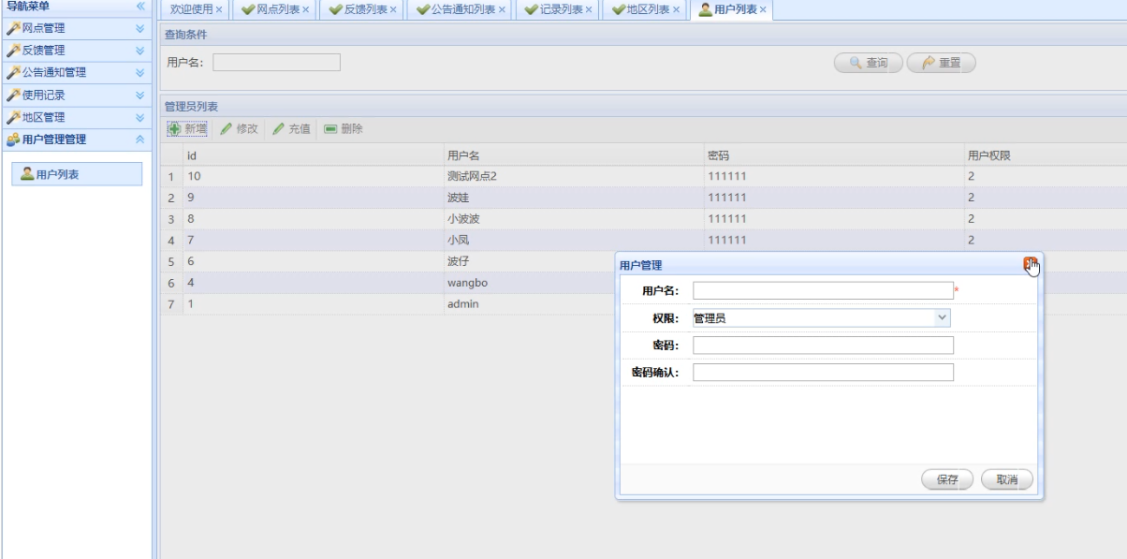 导航菜单
欢迎使用 网点列表 反馈列表 公告通知列表 记录列表 地区列表 用户列表
网点管理
反馈管理
公告通知管理
使用记录
地区管理
用户管理管理
用户列表
查询条件
用户名: 查询 重置
管理员列表
新增 修改 充值 删除
id 用户名 密码 用户权限
1 10 测试网点2 111111 2
2 9 波娃 111111 2
3 8 小波波 111111 2
4 7 小凤 111111 2
5 6 波仔
6 4 wangbo
7 1 admin
用户管理
用户名: *
权限: 管理员
密码:
密码确认:
保存 取消